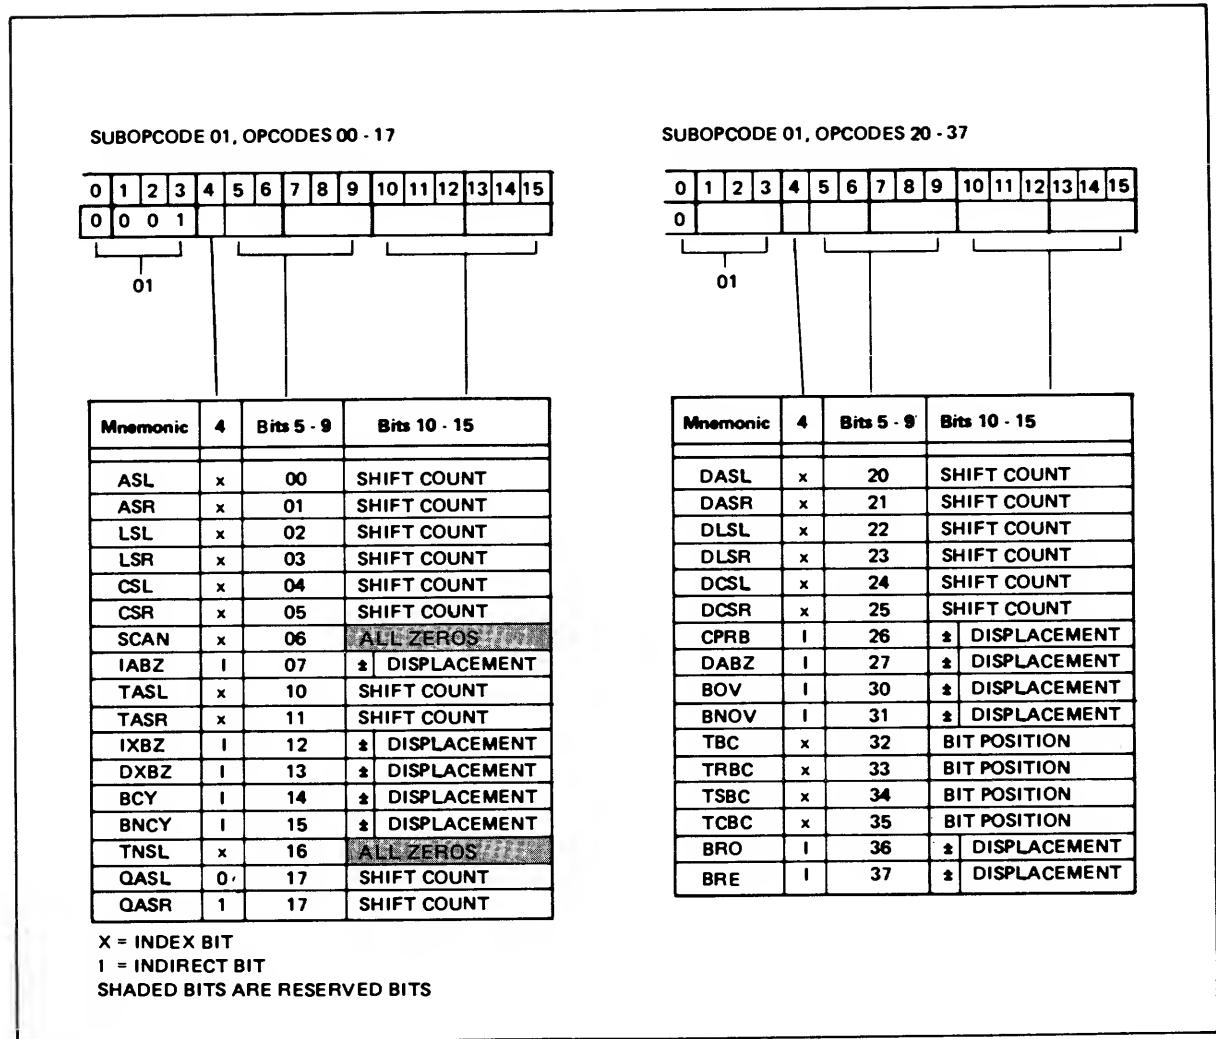 SUBOPCODE 01, OPCODES 00 - 17
0 1 2 3 4 5 6 7 8 9 10 11 12 13 14 15
0 0 0 1
01
Mnemonic 4 Bits 5 - 9 Bits 10 - 15
ASL x 00 SHIFT COUNT
ASR x 01 SHIFT COUNT
LSL x 02 SHIFT COUNT
LSR x 03 SHIFT COUNT
CSL x 04 SHIFT COUNT
CSR x 05 SHIFT COUNT
SCAN x 06 ALL ZEROS
IABZ I 07 ± DISPLACEMENT
TASL x 10 SHIFT COUNT
TASR x 11 SHIFT COUNT
IXBZ I 12 ± DISPLACEMENT
DXBZ I 13 ± DISPLACEMENT
BCY I 14 ± DISPLACEMENT
BNCY I 15 ± DISPLACEMENT
TNSL x 16 ALL ZEROS
QASL 0 17 SHIFT COUNT
QASR 1 17 SHIFT COUNT
X = INDEX BIT
1 = INDIRECT BIT
SHADED BITS ARE RESERVED BITS
SUBOPCODE 01, OPCODES 20 - 37
0 1 2 3 4 5 6 7 8 9 10 11 12 13 14 15
0
01
Mnemonic 4 Bits 5 - 9 Bits 10 - 15
DASL x 20 SHIFT COUNT
DASR x 21 SHIFT COUNT
DLSL x 22 SHIFT COUNT
DLSR x 23 SHIFT COUNT
DCSL x 24 SHIFT COUNT
DCSR x 25 SHIFT COUNT
CPRB I 26 ± DISPLACEMENT
DABZ I 27 ± DISPLACEMENT
BOV I 30 ± DISPLACEMENT
BNOV I 31 ± DISPLACEMENT
TBC x 32 BIT POSITION
TRBC x 33 BIT POSITION
TSBC x 34 BIT POSITION
TCBC x 35 BIT POSITION
BRO I 36 ± DISPLACEMENT
BRE I 37 ± DISPLACEMENT